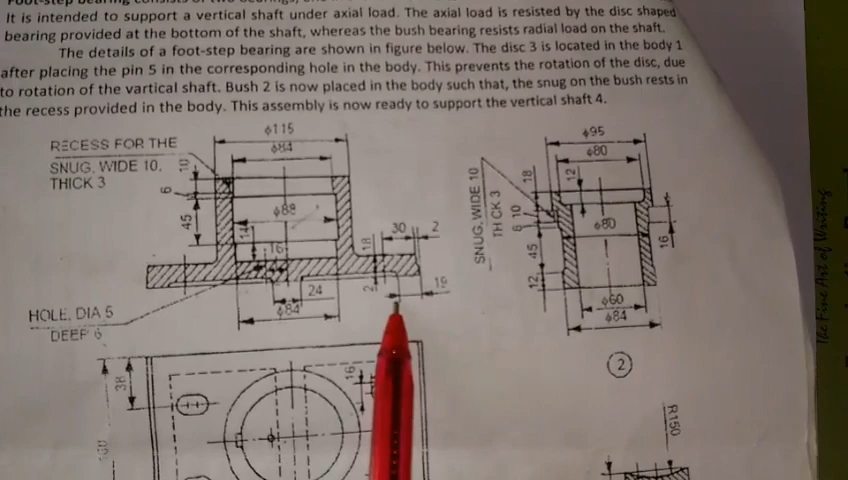 It is intended to support a vertical shaft under axial load. The axial load is resisted by the disc shaped
bearing provided at the bottom of the shaft, whereas the bush bearing resists radial load on the shaft.
The details of a foot-step bearing are shown in figure below. The disc 3 is located in the body 1
after placing the pin 5 in the corresponding hole in the body. This prevents the rotation of the disc, due
to rotation of the vartical shaft. Bush 2 is now placed in the body such that, the snug on the bush rests in
the recess provided in the body. This assembly is now ready to support the vertical shaft 4.
RECESS FOR THE
SNUG, WIDE 10,
THICK 3
ϕ115
ϕ84
10
6
45
ϕ88
14
16
18
30
2
24
ϕ84
2
19
HOLE, DIA 5
DEEP 6
SNUG, WIDE 10
THICK 3
ϕ95
ϕ80
18
12
6 10
ϕ80
16
45
12
ϕ60
ϕ84
2
38
16
R150
The Fine Art of Writing